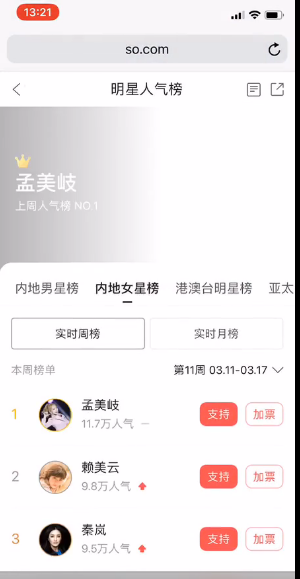 13:21
so.com
明星人气榜
孟美岐
上周人气榜 NO.1
内地男星榜 内地女星榜 港澳台明星榜 亚太
实时周榜 实时月榜
本周榜单 第11周 03.11-03.17
1 孟美岐 支持 加票
11.7万人气
2 赖美云 支持 加票
9.8万人气
3 秦岚 支持 加票
9.5万人气